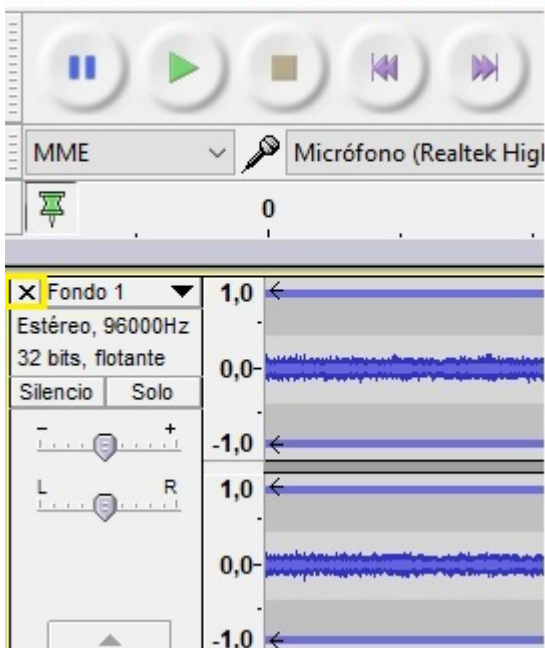 MME Micrófono (Realtek Higl
0
X Fondo 1 1,0
Estéreo, 96000Hz
32 bits, flotante 0,0-
Silencio Solo
- + -1,0
L R 1,0
0,0-
-1,0